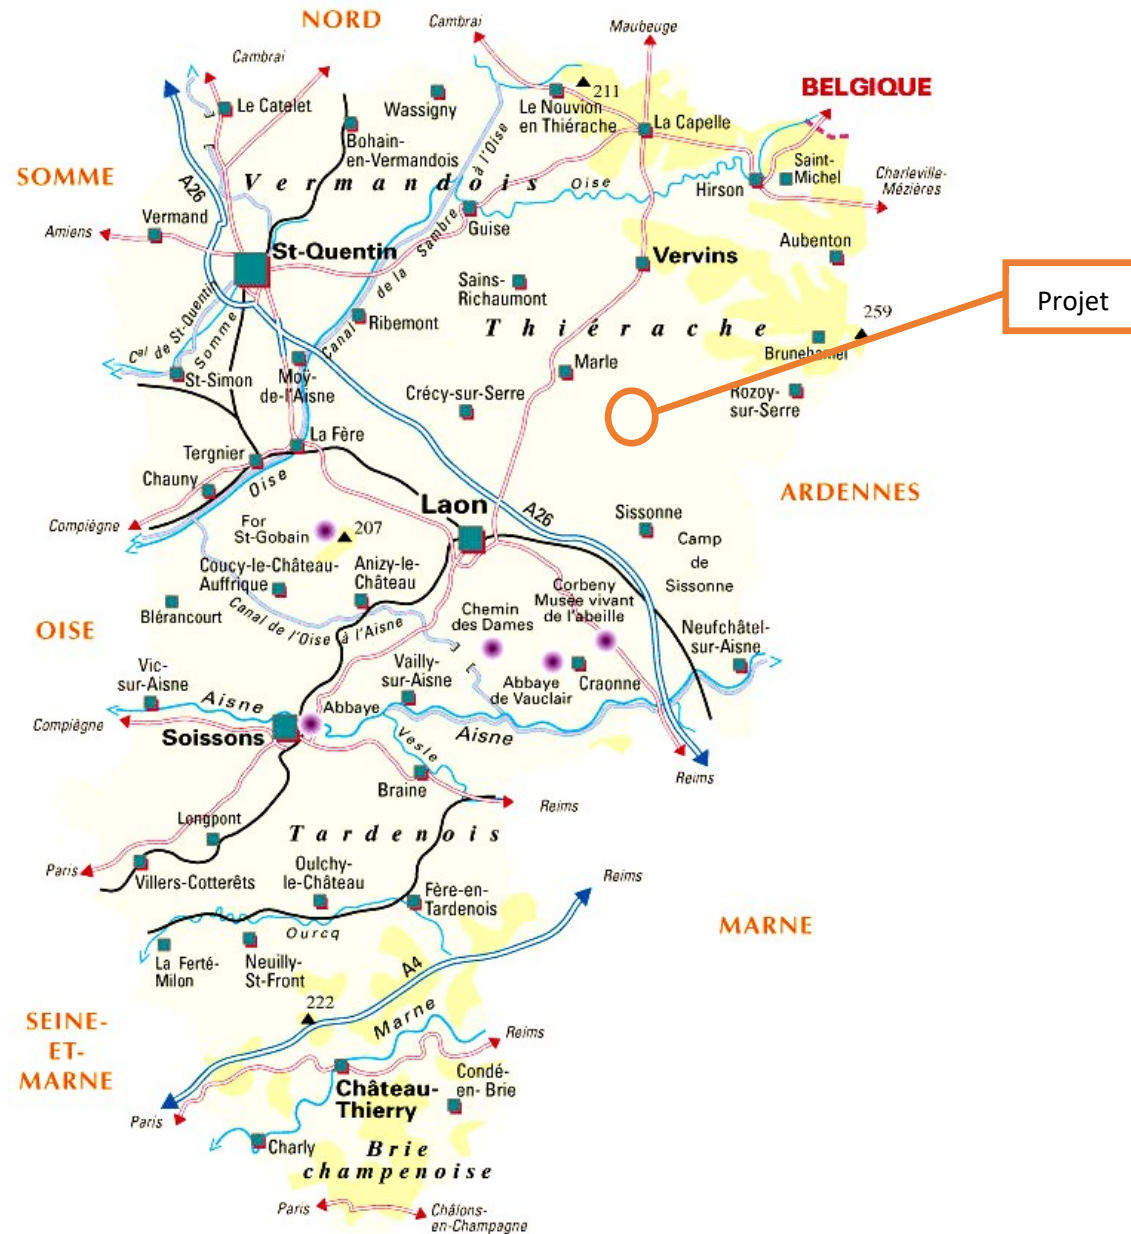 NORD
Cambrai
Maubeuge
Cambrai
BELGIQUE
Le Catelet
Wassigny
211
Le Nouvion
en Thiérache
La Capelle
Bohain-
en-Vermandois
Saint-
Michel
Hirson
Charleville-
Mézières
SOMME
A26
Vermandois
à l'Oise
Oise
Vermand
Amiens
Guise
Sambre
de la
Canal
St-Quentin
Vervins
Aubenton
Sains-
Richaumont
Projet
259
Cal de St-Quentin
Somme
Ribemont
Thiérache
Brunehamel
St-Simon
Moÿ-
de-l'Aisne
Marle
Crécy-sur-Serre
Rozoy-
sur-Serre
La Fère
Tergnier
Chauny
Oise
Compiègne
ARDENNES
Laon
A26
Sissonne
Camp
de
Sissonne
For
St-Gobain
207
Coucy-le-Château-
Auffrique
Anizy-le-
Château
Blérancourt
Canal de l'Oise à l'Aisne
Chemin
des Dames
Corbeny
Musée vivant
de l'abeille
OISE
Neufchâtel-
sur-Aisne
Vic-
sur-Aisne
Vailly-
sur-Aisne
Abbaye
de Vauclair
Craonne
Aisne
Compiègne
Abbaye
Soissons
Aisne
Vesle
Reims
Braine
Reims
Longpont
Tardenois
Paris
Villers-Cotterêts
Oulchy-
le-Château
Fère-en-
Tardenois
Reims
MARNE
Ourcq
La Ferté-
Milon
Neuilly-
St-Front
A4
222
Marne
SEINE-
ET-
MARNE
Reims
Château-
Thierry
Condé-
en- Brie
Paris
Charly
Brie
champenoise
Paris
Châlons-
en-Champagne